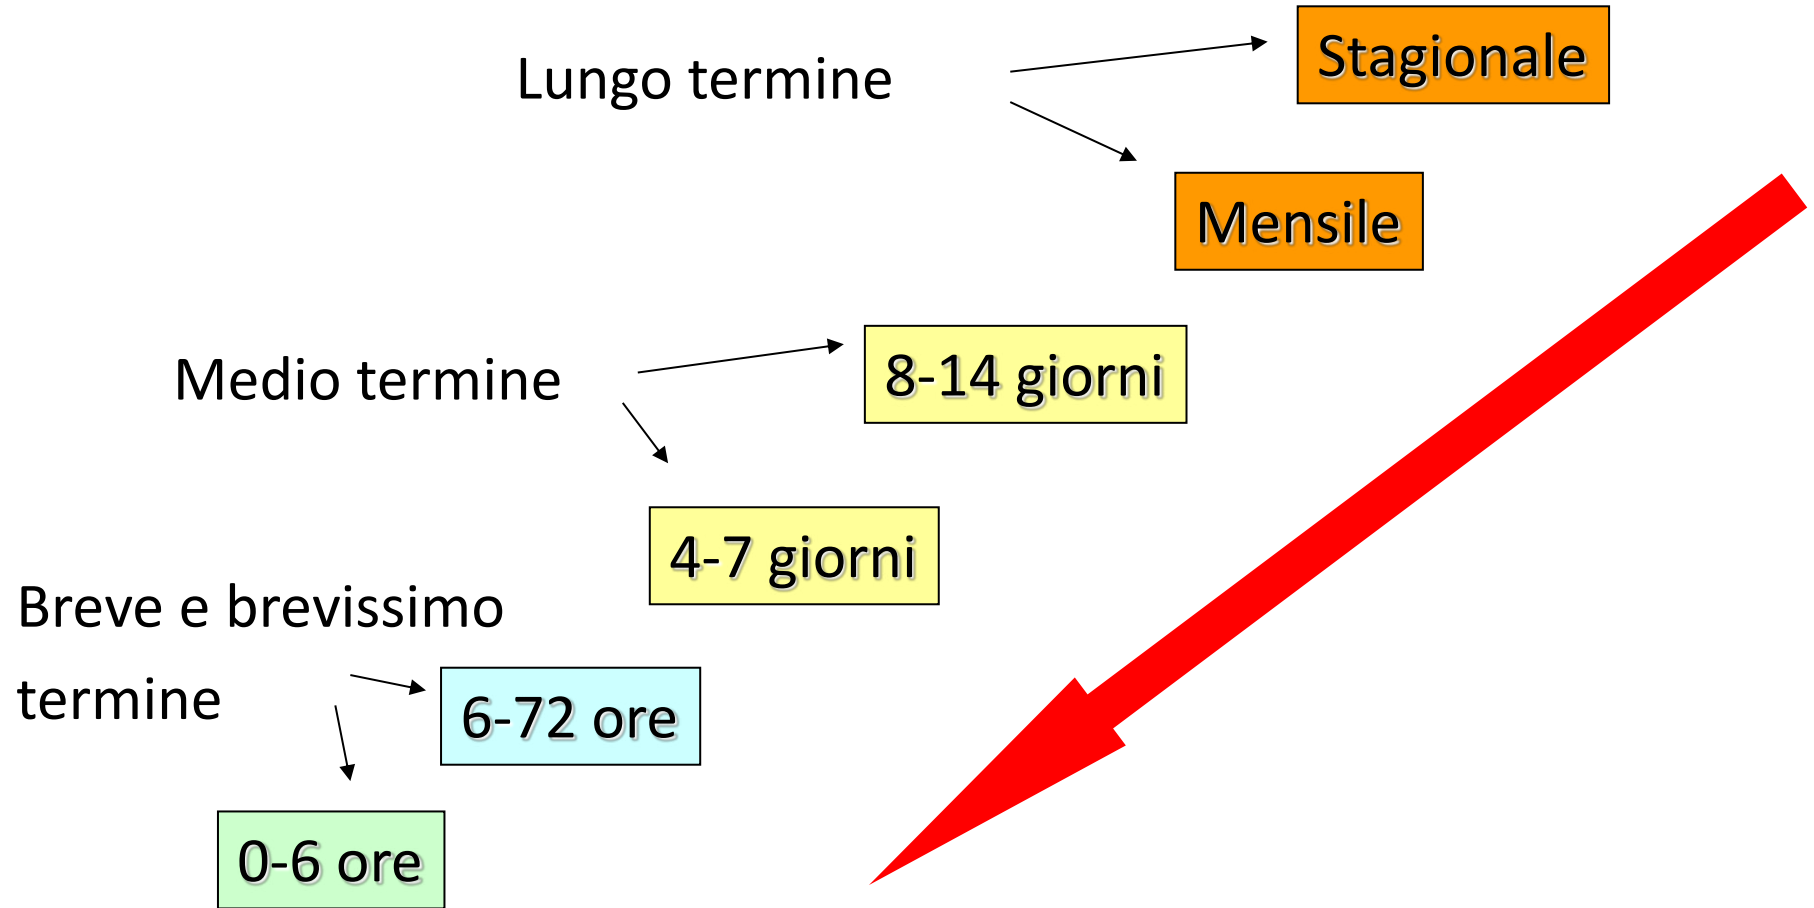 Lungo termine
Stagionale
Mensile
Medio termine
8-14 giorni
4-7 giorni
Breve e brevissimo
termine
6-72 ore
0-6 ore